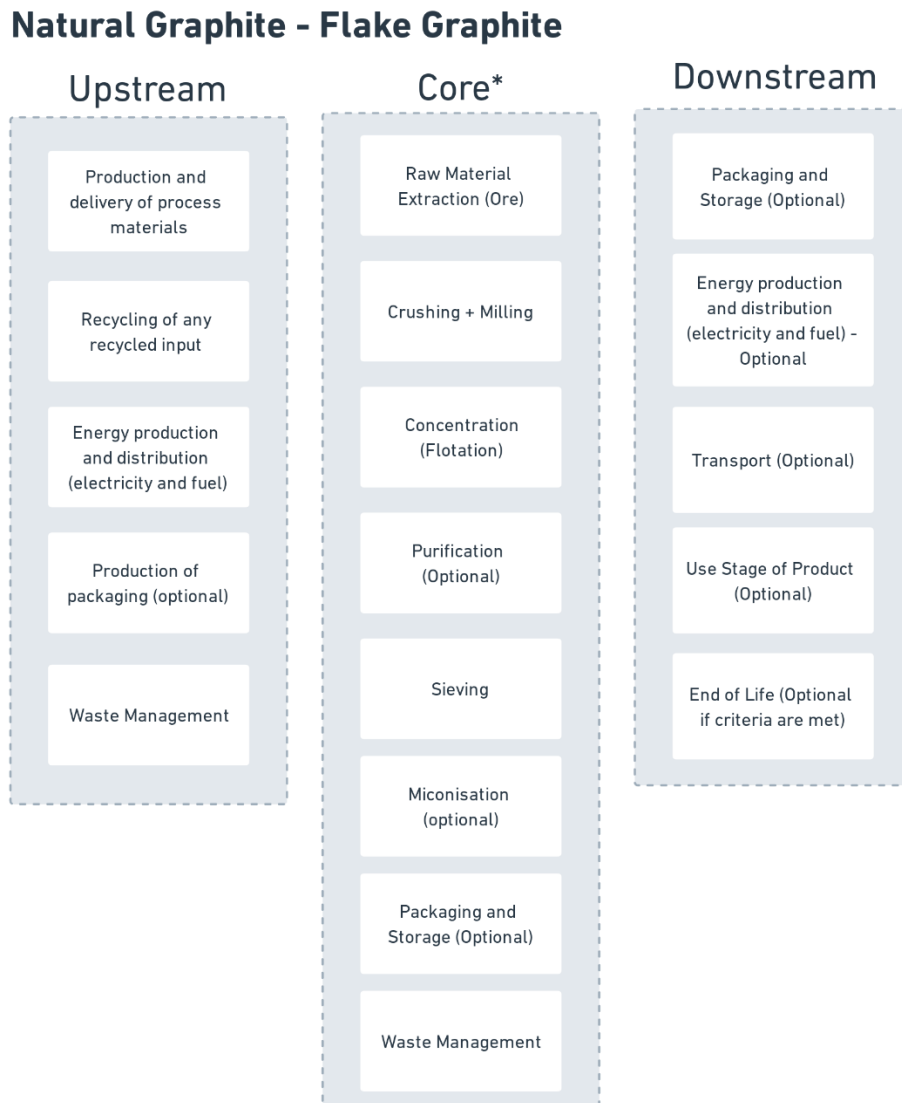 Natural Graphite - Flake Graphite
Upstream
Production and
delivery of process
materials
Recycling of any
recycled input
Energy production
and distribution
(electricity and fuel)
Production of
packaging (optional)
Waste Management
Core*
Raw Material
Extraction (Ore)
Crushing + Milling
Concentration
(Flotation)
Purification
(Optional)
Sieving
Miconisation
(optional)
Packaging and
Storage (Optional)
Waste Management
Downstream
Packaging and
Storage (Optional)
Energy production
and distribution
(electricity and fuel) -
Optional
Transport (Optional)
Use Stage of Product
(Optional)
End of Life (Optional
if criteria are met)